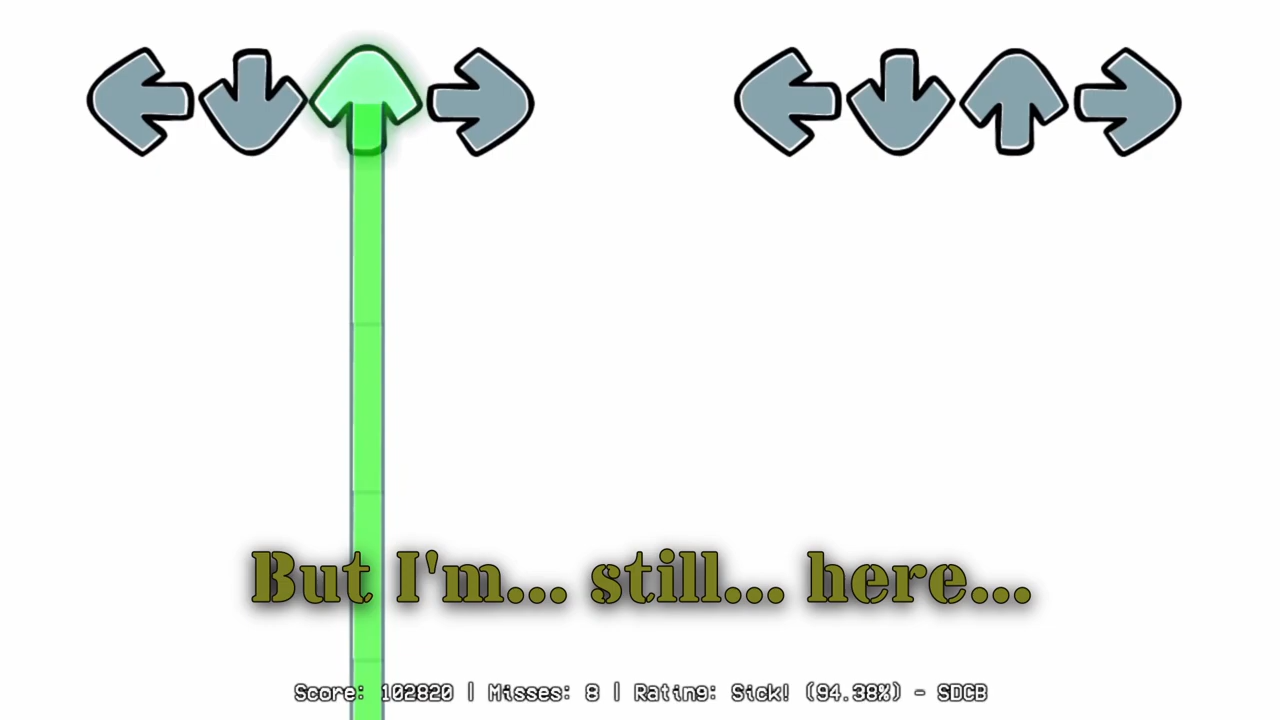 But I'm... still... here...
Score: 102820 | Misses: 8 | Rating: Sick! (94.38%) - SDCB